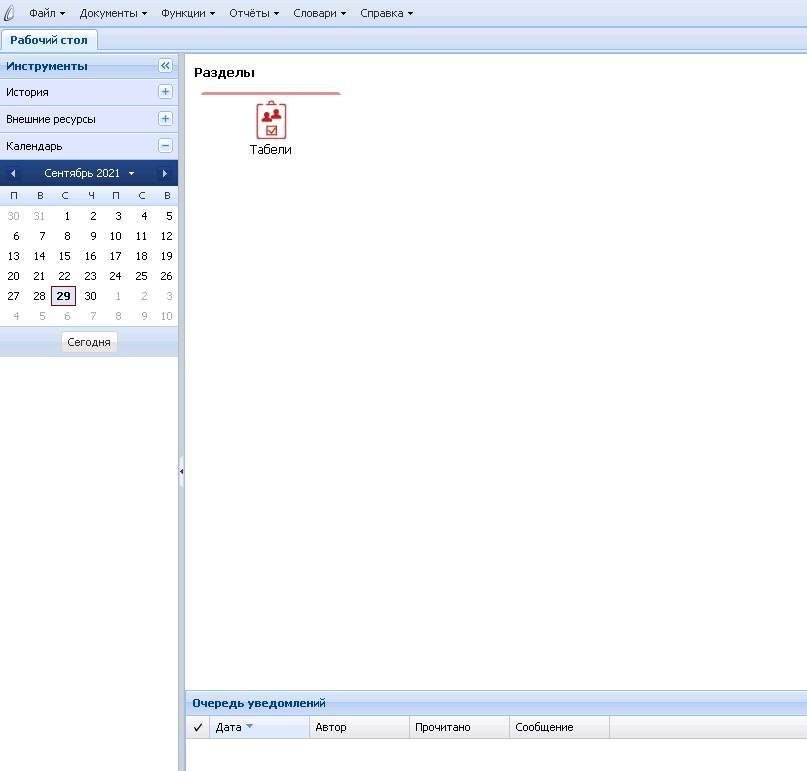 Файл Документы Функции Отчёты Словари Справка
Рабочий стол
Инструменты
История
Внешние ресурсы
Календарь
Сентябрь 2021
П В С Ч П С В
30 31 1 2 3 4 5
6 7 8 9 10 11 12
13 14 15 16 17 18 19
20 21 22 23 24 25 26
27 28 29 30 1 2 3
4 5 6 7 8 9 10
Сегодня
Разделы
Табели
Очередь уведомлений
Дата Автор Прочитано Сообщение